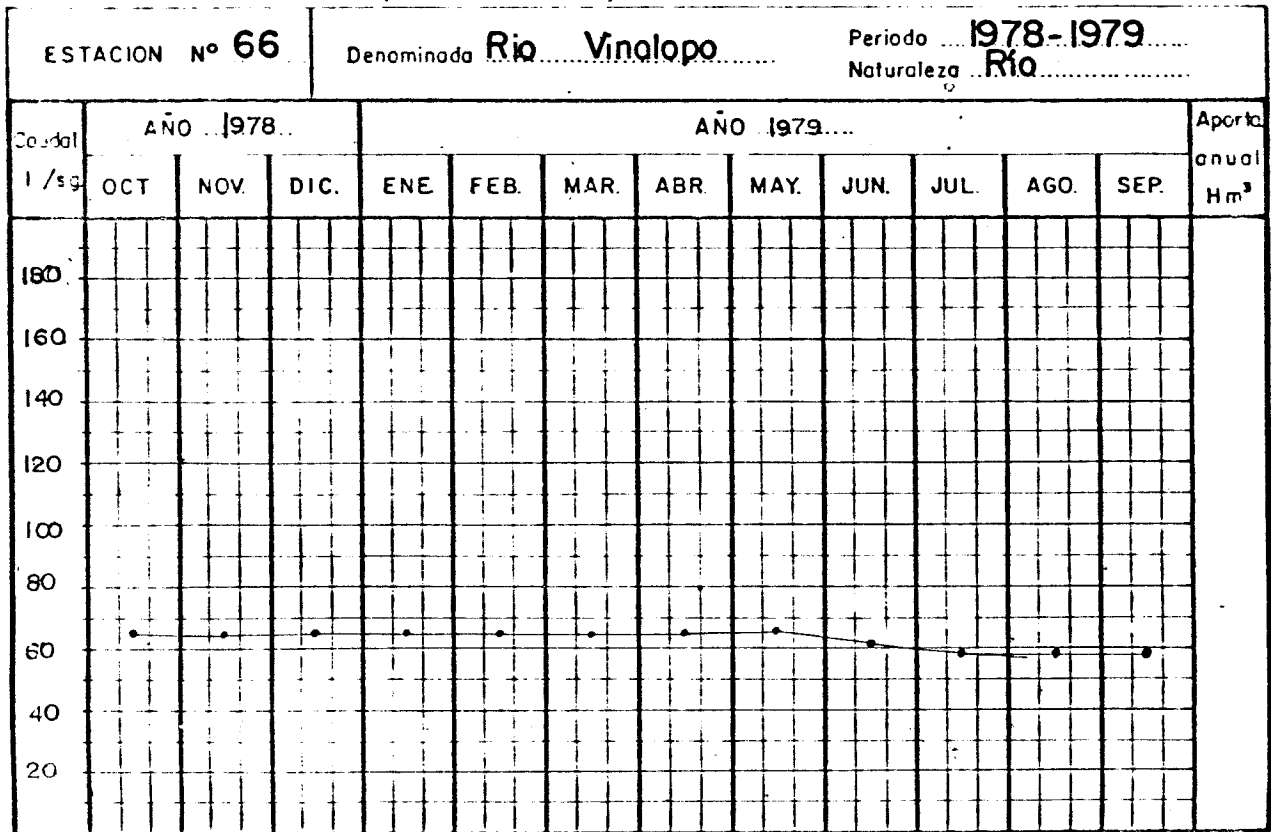 ESTACION Nº 66
Denominada Rio Vinalopo
Periodo 1978-1979
Naturaleza Río
Caudal l/sg
AÑO 1978
AÑO 1979
Aporta anual Hm³
OCT NOV. DIC. ENE. FEB. MAR. ABR. MAY. JUN. JUL. AGO. SEP.
180
160
140
120
100
80
60
40
20